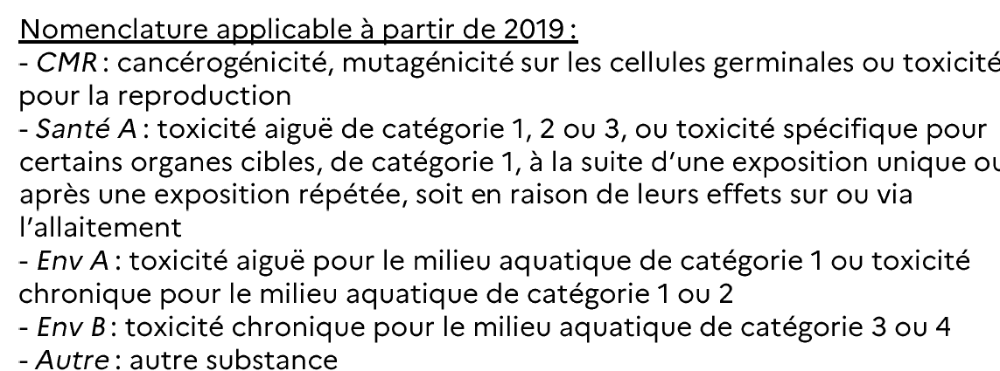 Nomenclature applicable à partir de 2019 :
- CMR : cancérogénicité, mutagénicité sur les cellules germinales ou toxicité
pour la reproduction
- Santé A : toxicité aiguë de catégorie 1, 2 ou 3, ou toxicité spécifique pour
certains organes cibles, de catégorie 1, à la suite d’une exposition unique ou
après une exposition répétée, soit en raison de leurs effets sur ou via
l’allaitement
- Env A : toxicité aiguë pour le milieu aquatique de catégorie 1 ou toxicité
chronique pour le milieu aquatique de catégorie 1 ou 2
- Env B : toxicité chronique pour le milieu aquatique de catégorie 3 ou 4
- Autre : autre substance